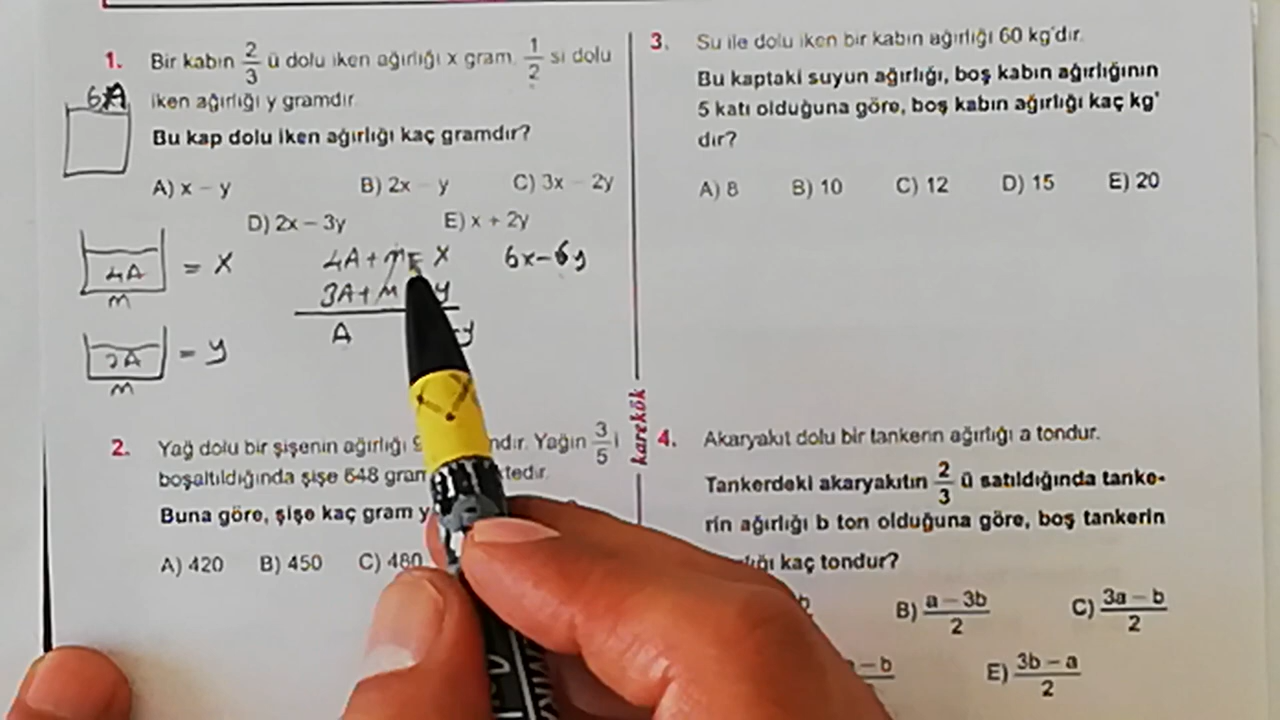 1. Bir kabın 2/3 ü dolu iken ağırlığı x gram, 1/2 si dolu
iken ağırlığı y gramdır.
Bu kap dolu iken ağırlığı kaç gramdır?
A) x – y B) 2x – y C) 3x – 2y
D) 2x – 3y E) x + 2y
6A
4A = x
m
3A = y
m
4A + m = x
3A + m y
A -y
6x-6y
2. Yağ dolu bir şişenin ağırlığı 9 Yağın 3/5 i
boşaltıldığında şişe 648 gram
Buna göre, şişe kaç gram
A) 420 B) 450 C) 480
karekök
3. Su ile dolu iken bir kabın ağırlığı 60 kg'dır.
Bu kaptaki suyun ağırlığı, boş kabın ağırlığının
5 katı olduğuna göre, boş kabın ağırlığı kaç kg'
dır?
A) 8 B) 10 C) 12 D) 15 E) 20
4. Akaryakıt dolu bir tankerin ağırlığı a tondur.
Tankerdeki akaryakıtın 2/3 ü satıldığında tanke-
rin ağırlığı b ton olduğuna göre, boş tankerin
kaç tondur?
B) a – 3b/2 C) 3a – b/2
– b E) 3b – a/2